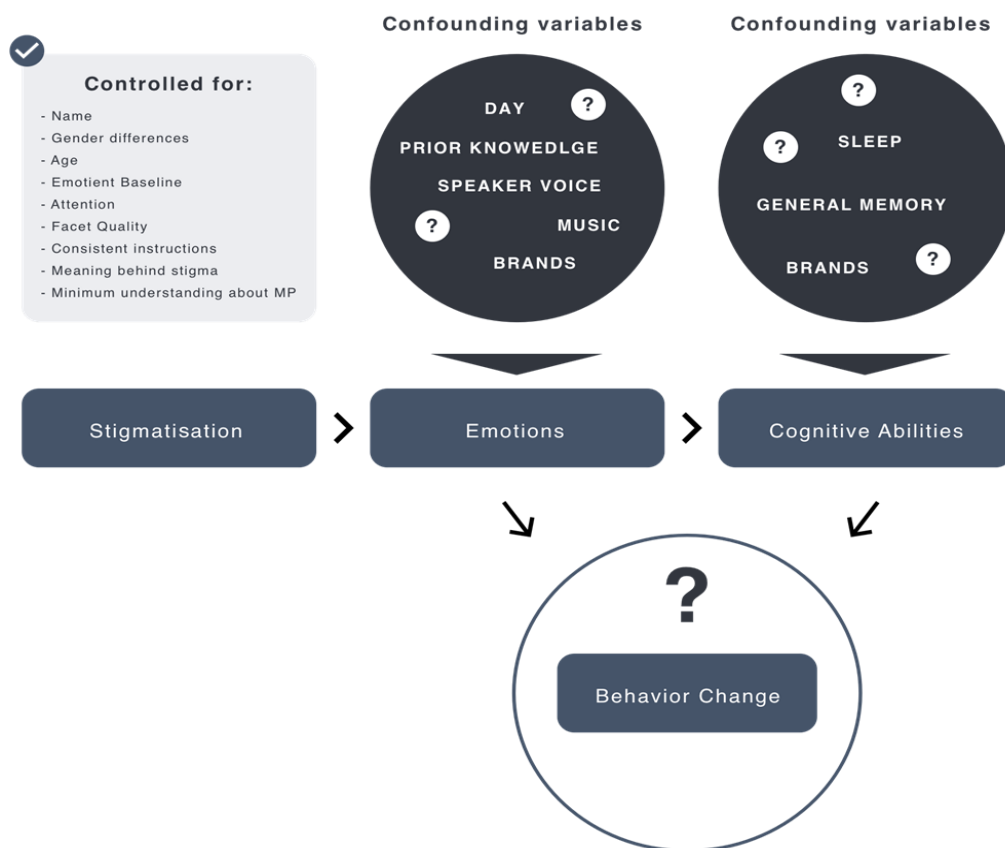 Confounding variables
Confounding variables
Controlled for:
- Name
- Gender differences
- Age
- Emotient Baseline
- Attention
- Facet Quality
- Consistent instructions
- Meaning behind stigma
- Minimum understanding about MP
DAY
?
PRIOR KNOWEDLGE
SPEAKER VOICE
?
MUSIC
BRANDS
?
?
SLEEP
GENERAL MEMORY
BRANDS
?
Stigmatisation
>
Emotions
>
Cognitive Abilities
?
Behavior Change